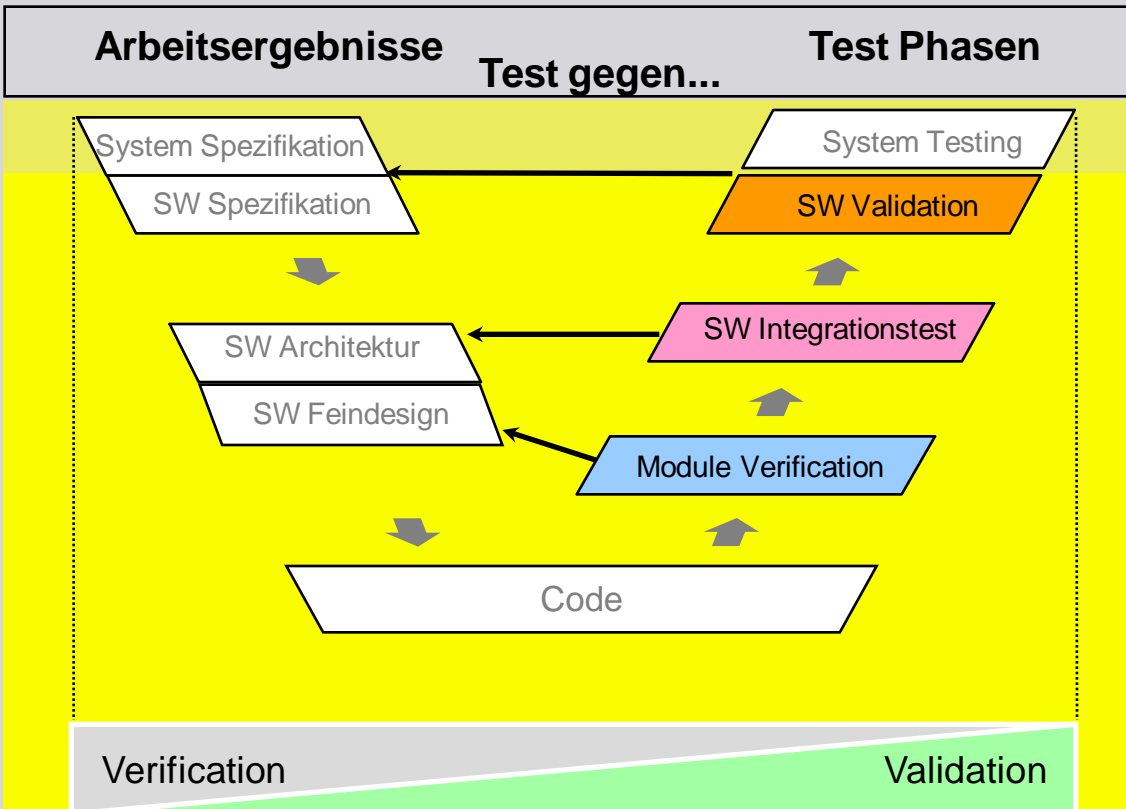 Arbeitsergebnisse
Test gegen...
Test Phasen
System Spezifikation
System Testing
SW Spezifikation
SW Validation
SW Architektur
SW Integrationstest
SW Feindesign
Module Verification
Code
Verification
Validation